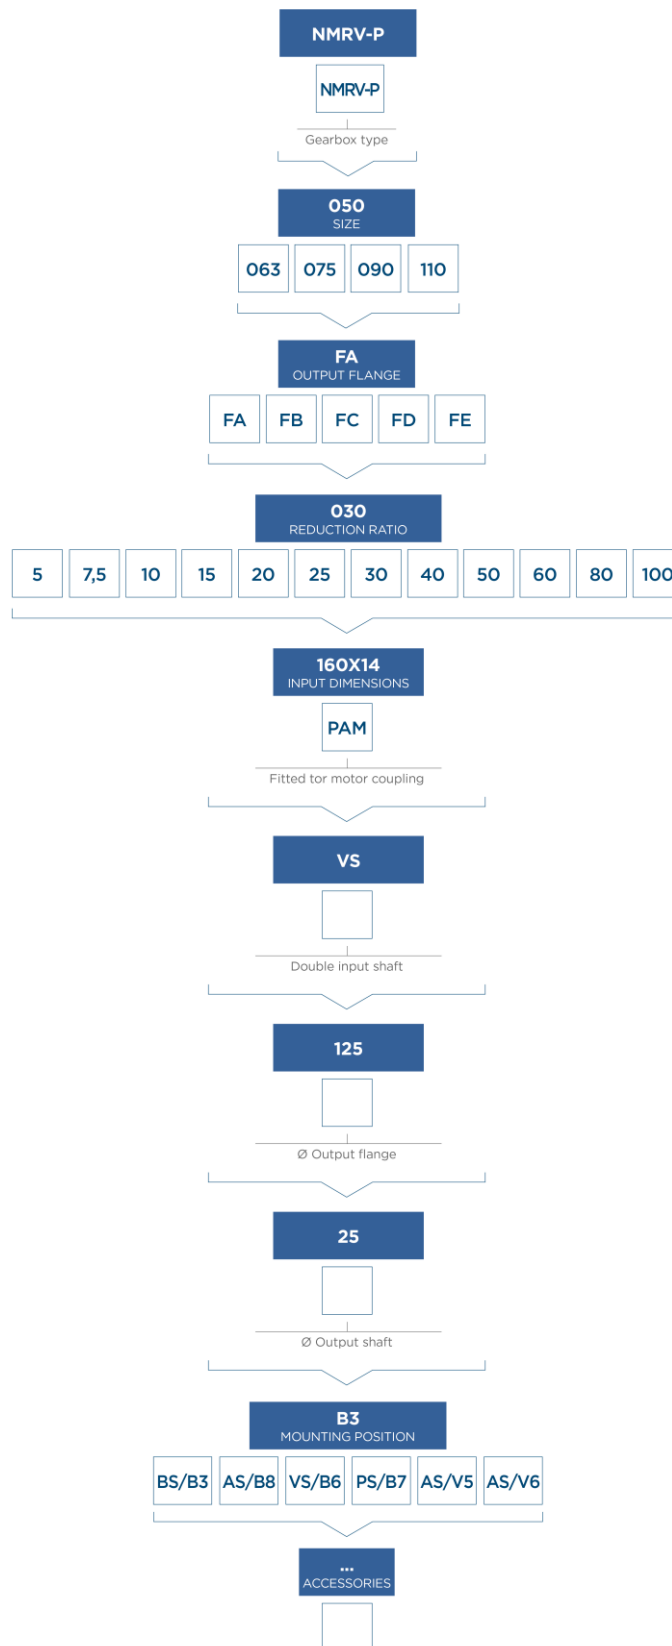 NMRV-P
NMRV-P
Gearbox type
050
SIZE
063 075 090 110
FA
OUTPUT FLANGE
FA FB FC FD FE
030
REDUCTION RATIO
5 7,5 10 15 20 25 30 40 50 60 80 100
160X14
INPUT DIMENSIONS
PAM
Fitted tor motor coupling
VS
Double input shaft
125
Ø Output flange
25
Ø Output shaft
B3
MOUNTING POSITION
BS/B3 AS/B8 VS/B6 PS/B7 AS/V5 AS/V6
...
ACCESSORIES